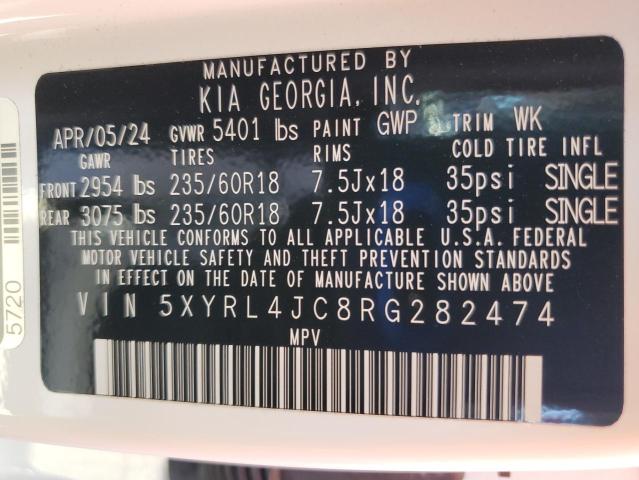 MANUFACTURED BY
KIA GEORGIA, INC.
APR/05/24 GVWR 5401 lbs PAINT GWP TRIM WK
GAWR TIRES RIMS COLD TIRE INFL
FRONT 2954 lbs 235/60R18 7.5Jx18 35psi SINGLE
REAR 3075 lbs 235/60R18 7.5Jx18 35psi SINGLE
THIS VEHICLE CONFORMS TO ALL APPLICABLE U.S.A. FEDERAL
MOTOR VEHICLE SAFETY AND THEFT PREVENTION STANDARDS
IN EFFECT ON THE DATE OF MANUFACTURE SHOWN ABOVE.
VIN 5XYRL4JC8RG282474
MPV
5720